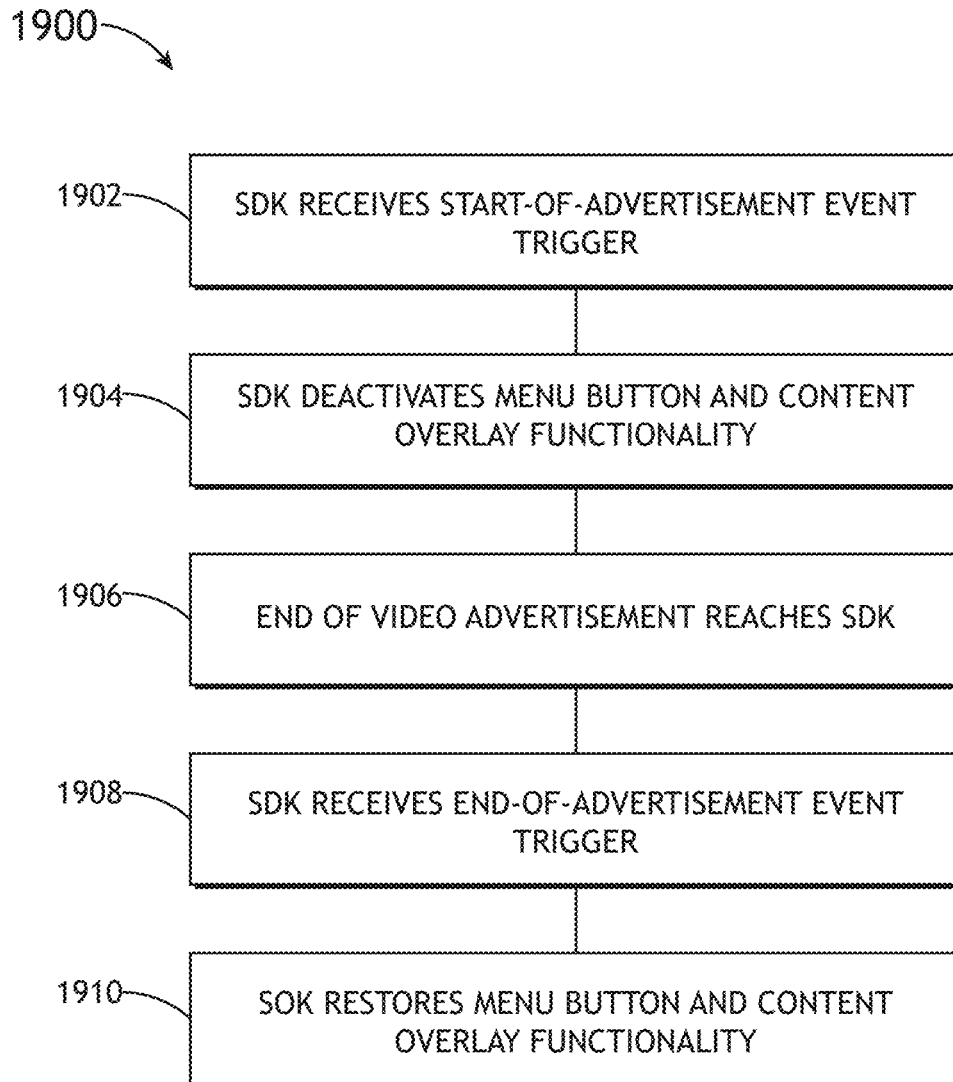 1900
1902
SDK RECEIVES START-OF-ADVERTISEMENT EVENT
TRIGGER
1904
SDK DEACTIVATES MENU BUTTON AND CONTENT
OVERLAY FUNCTIONALITY
1906
END OF VIDEO ADVERTISEMENT REACHES SDK
1908
SDK RECEIVES END-OF-ADVERTISEMENT EVENT
TRIGGER
1910
SOK RESTORES MENU BUTTON AND CONTENT
OVERLAY FUNCTIONALITY